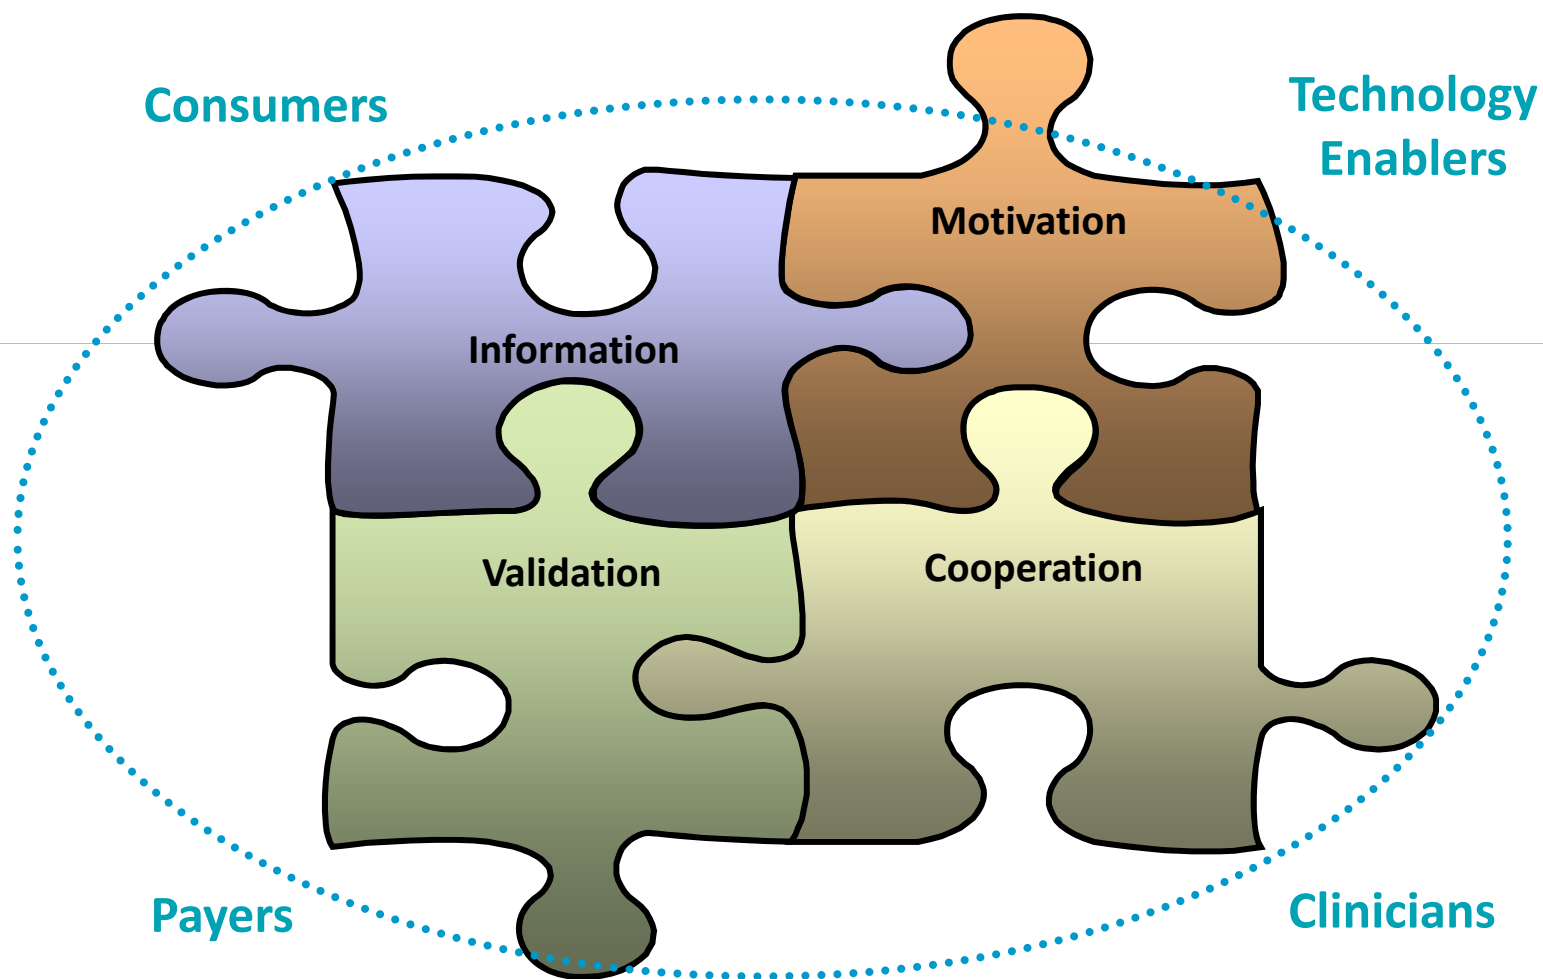 Consumers
Technology
Enablers
Motivation
Information
Validation
Cooperation
Payers
Clinicians